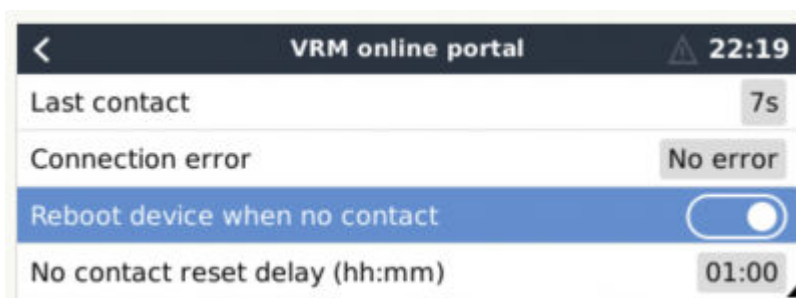 VRM online portal 22:19
Last contact 7s
Connection error No error
Reboot device when no contact
No contact reset delay (hh:mm) 01:00